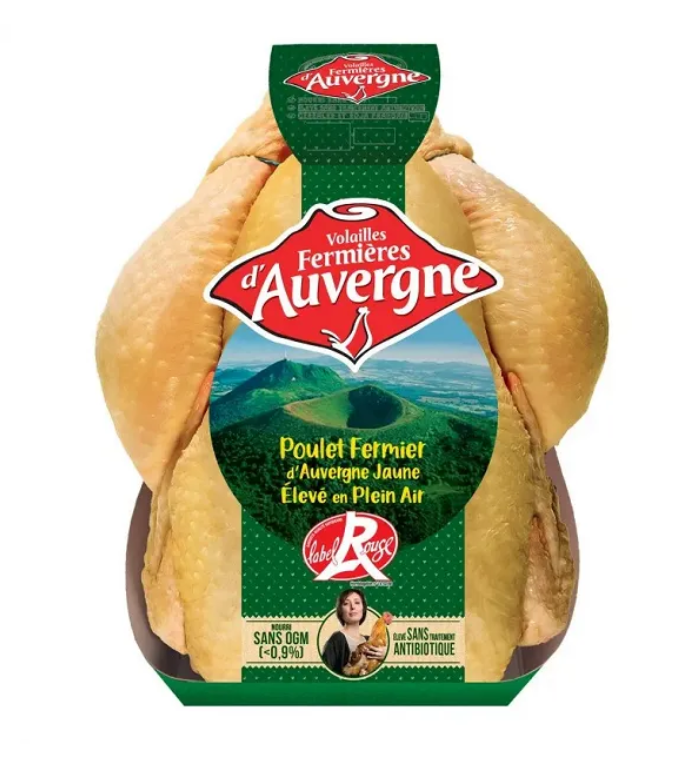 Volailles
Fermières
d'Auvergne
Volailles
Fermières
d'Auvergne
Poulet Fermier
d'Auvergne Jaune
Élevé en Plein Air
label Rouge
NOURRI
SANS OGM
(<0,9%)
ÉLEVÉ SANS TRAITEMENT
ANTIBIOTIQUE